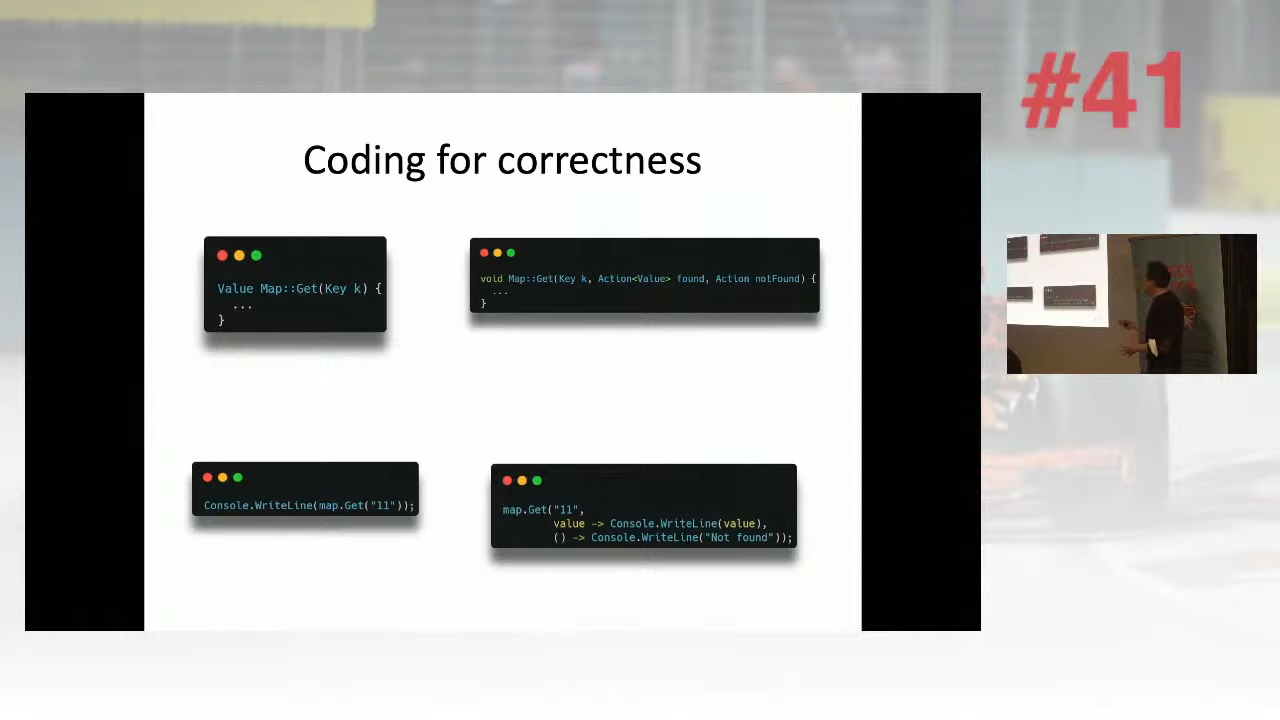 #41
Coding for correctness
Value Map::Get(Key k) {
...
}
void Map::Get(Key k, Action<Value> found, Action notFound) {
...
}
Console.WriteLine(map.Get("11"));
map.Get("11",
value -> Console.WriteLine(value),
() -> Console.WriteLine("Not found"));